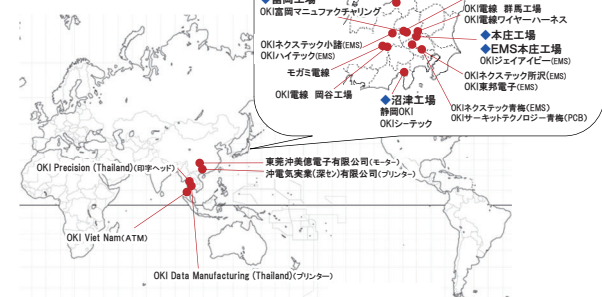 ◆富岡工場
OKI富岡マニュファクチャリング
OKI電線 群馬工場
OKI電線ワイヤーハーネス
◆本庄工場
◆EMS本庄工場
OKIジェイアイピー(EMS)
OKIネクステック小諸(EMS)
OKIハイテック(EMS)
モガミ電線
OKI電線 岡谷工場
OKIネクステック所沢(EMS)
OKI東邦電子(EMS)
◆沼津工場
静岡OKI
OKIシーテック
OKIネクステック青梅(EMS)
OKIサーキットテクノロジー青梅(PCB)
東莞沖美億電子有限公司(モーター)
沖電気実業(深セン)有限公司(プリンター)
OKI Precision (Thailand)(印字ヘッド)
OKI Viet Nam(ATM)
OKI Data Manufacturing (Thailand)(プリンター)